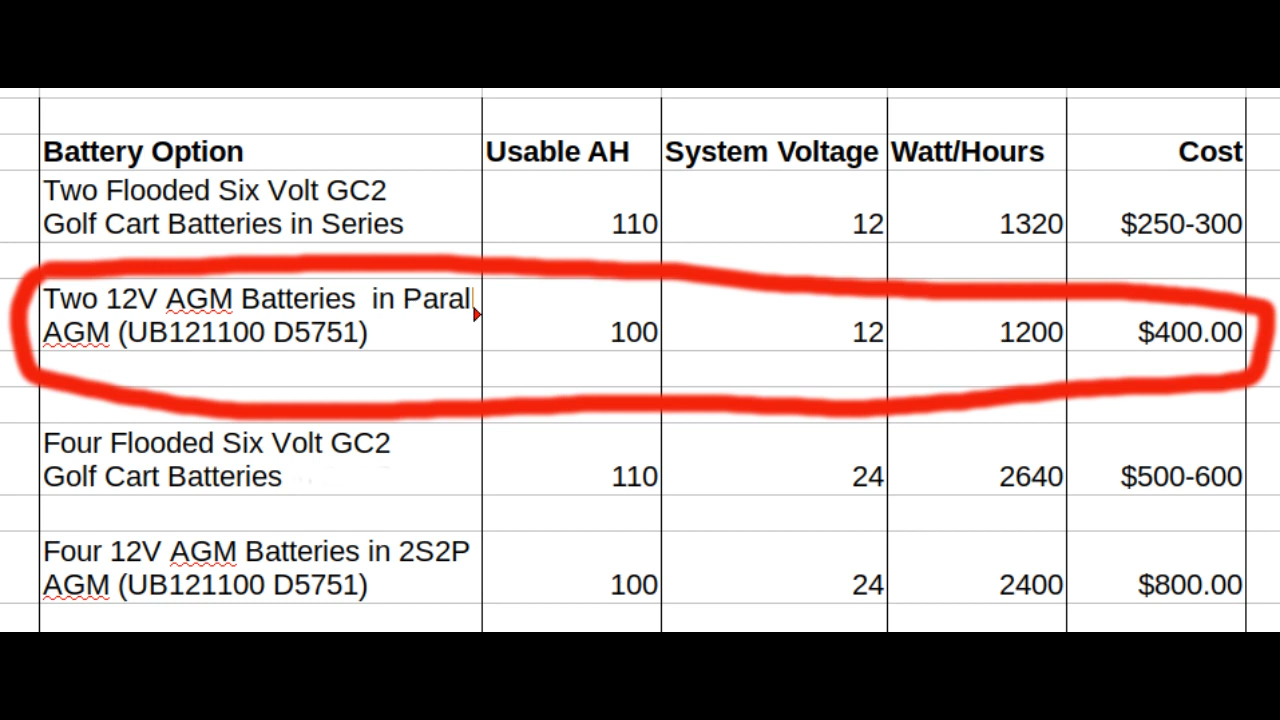 Battery Option Usable AH System Voltage Watt/Hours Cost
Two Flooded Six Volt GC2
Golf Cart Batteries in Series 110 12 1320 $250-300
Two 12V AGM Batteries in Parall
AGM (UB121100 D5751) 100 12 1200 $400.00
Four Flooded Six Volt GC2
Golf Cart Batteries 110 24 2640 $500-600
Four 12V AGM Batteries in 2S2P
AGM (UB121100 D5751) 100 24 2400 $800.00